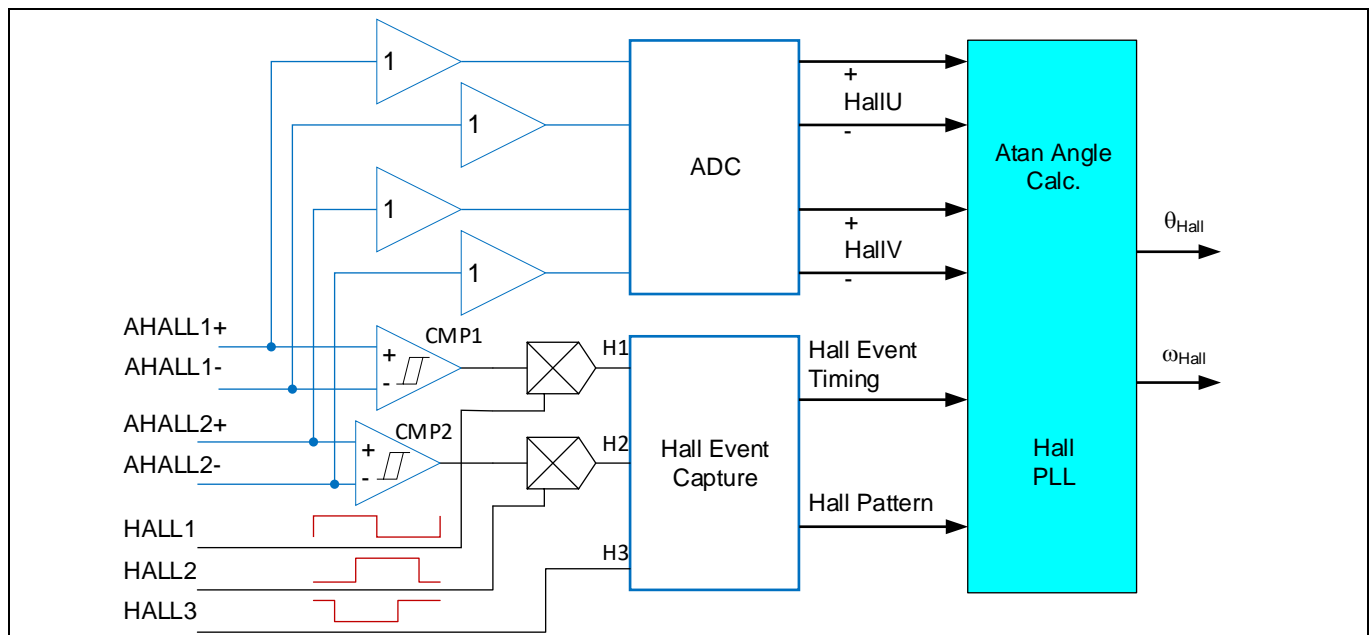 1
1
1
1
ADC
+
HallU
-
+
HallV
-
Atan Angle
Calc.
θHall
ωHall
AHALL1+
AHALL1-
AHALL2+
AHALL2-
+
-
CMP1
+
-
CMP2
H1
H2
H3
Hall Event
Capture
Hall Event
Timing
Hall Pattern
Hall
PLL
HALL1
HALL2
HALL3